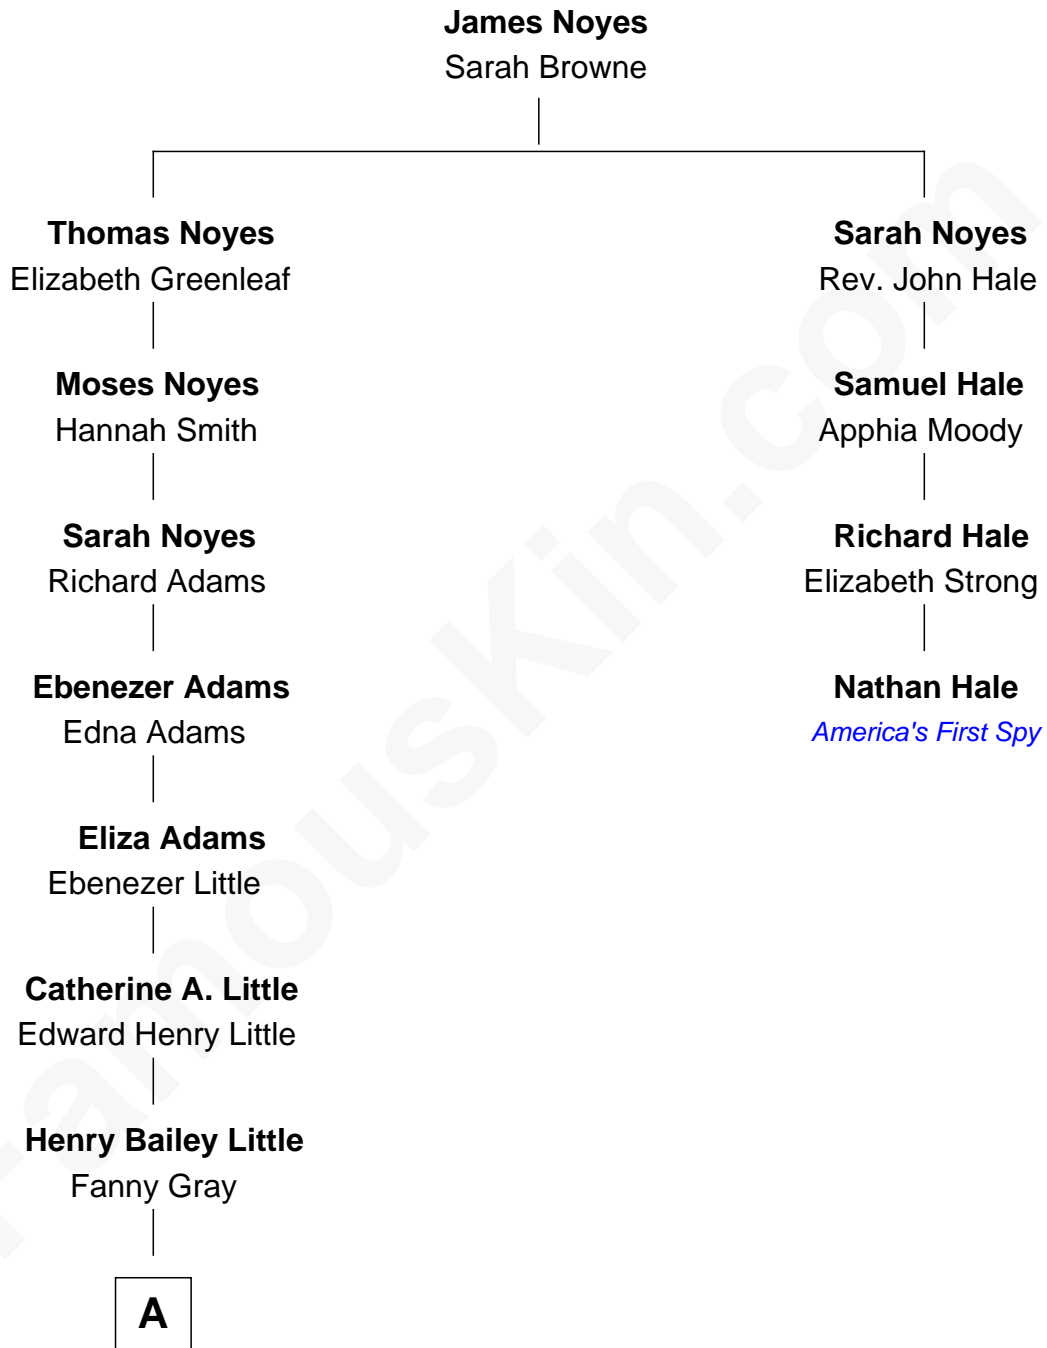 James Noyes
Sarah Browne
Thomas Noyes
Elizabeth Greenleaf
Sarah Noyes
Rev. John Hale
Moses Noyes
Hannah Smith
Samuel Hale
Apphia Moody
Sarah Noyes
Richard Adams
Richard Hale
Elizabeth Strong
Ebenezer Adams
Edna Adams
Nathan Hale
America's First Spy
Eliza Adams
Ebenezer Little
Catherine A. Little
Edward Henry Little
Henry Bailey Little
Fanny Gray
A
FamousKin.com